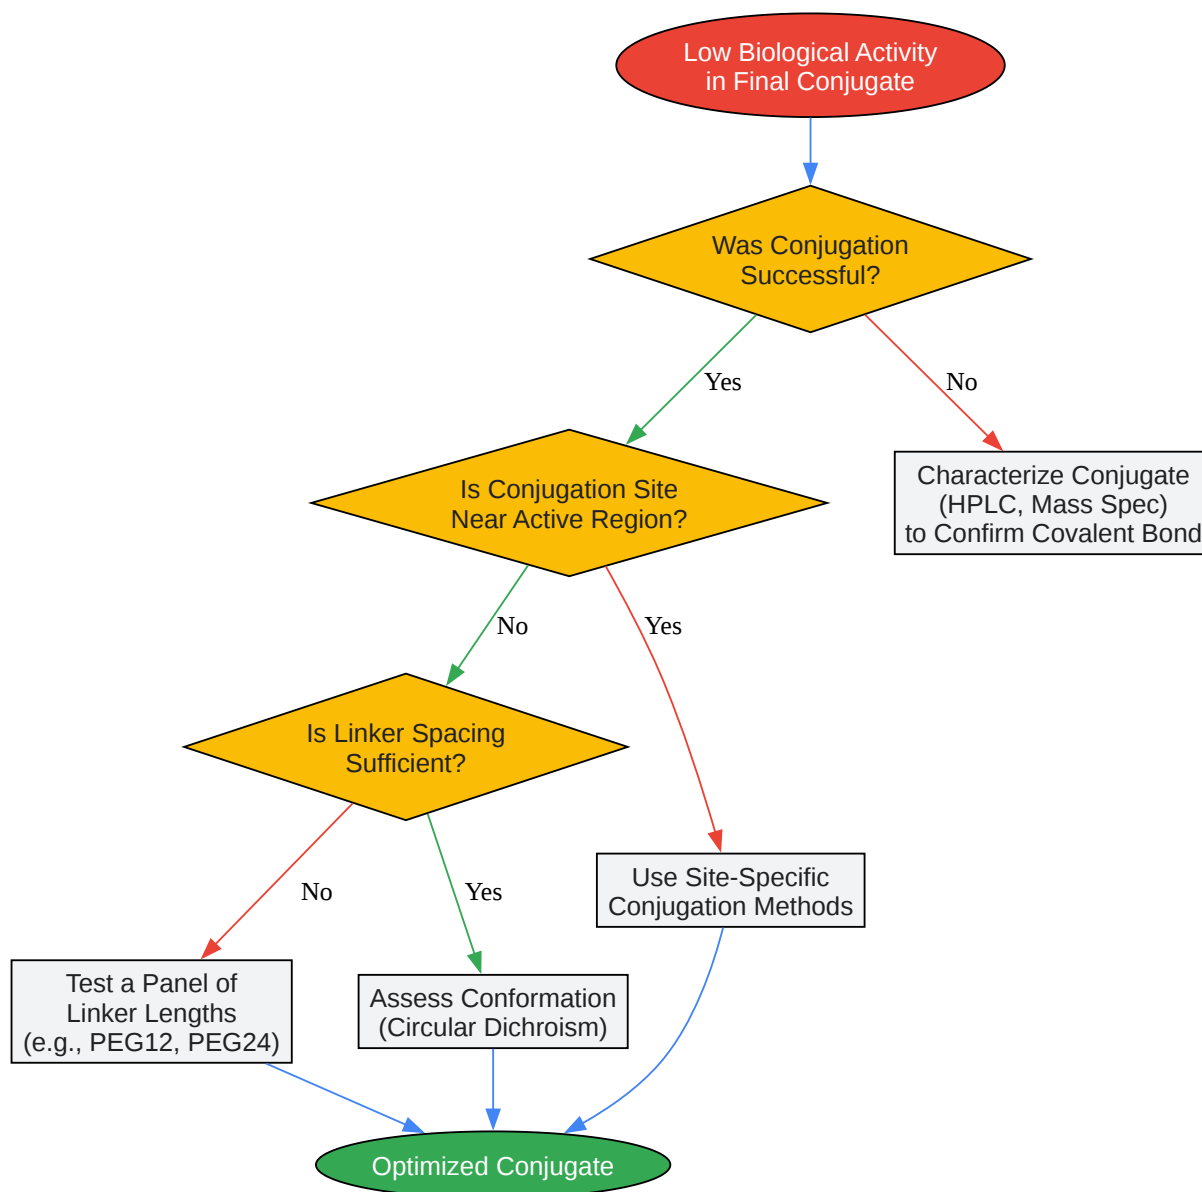 Low Biological Activity
in Final Conjugate
Was Conjugation
Successful?
Yes
No
Is Conjugation Site
Near Active Region?
Characterize Conjugate
(HPLC, Mass Spec)
to Confirm Covalent Bond
No
Yes
Is Linker Spacing
Sufficient?
No
Yes
Use Site-Specific
Conjugation Methods
Test a Panel of
Linker Lengths
(e.g., PEG12, PEG24)
Assess Conformation
(Circular Dichroism)
Optimized Conjugate